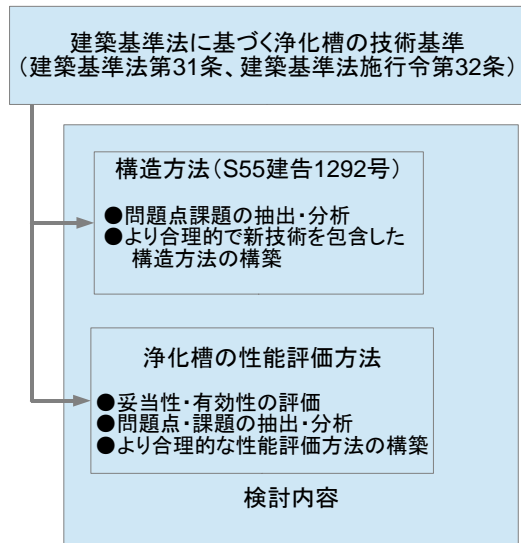 建築基準法に基づく浄化槽の技術基準
（建築基準法第31条、建築基準法施行令第32条）
構造方法（S55建告1292号）
●問題点課題の抽出・分析
●より合理的で新技術を包含した
構造方法の構築
浄化槽の性能評価方法
●妥当性・有効性の評価
●問題点・課題の抽出・分析
●より合理的な性能評価方法の構築
検討内容